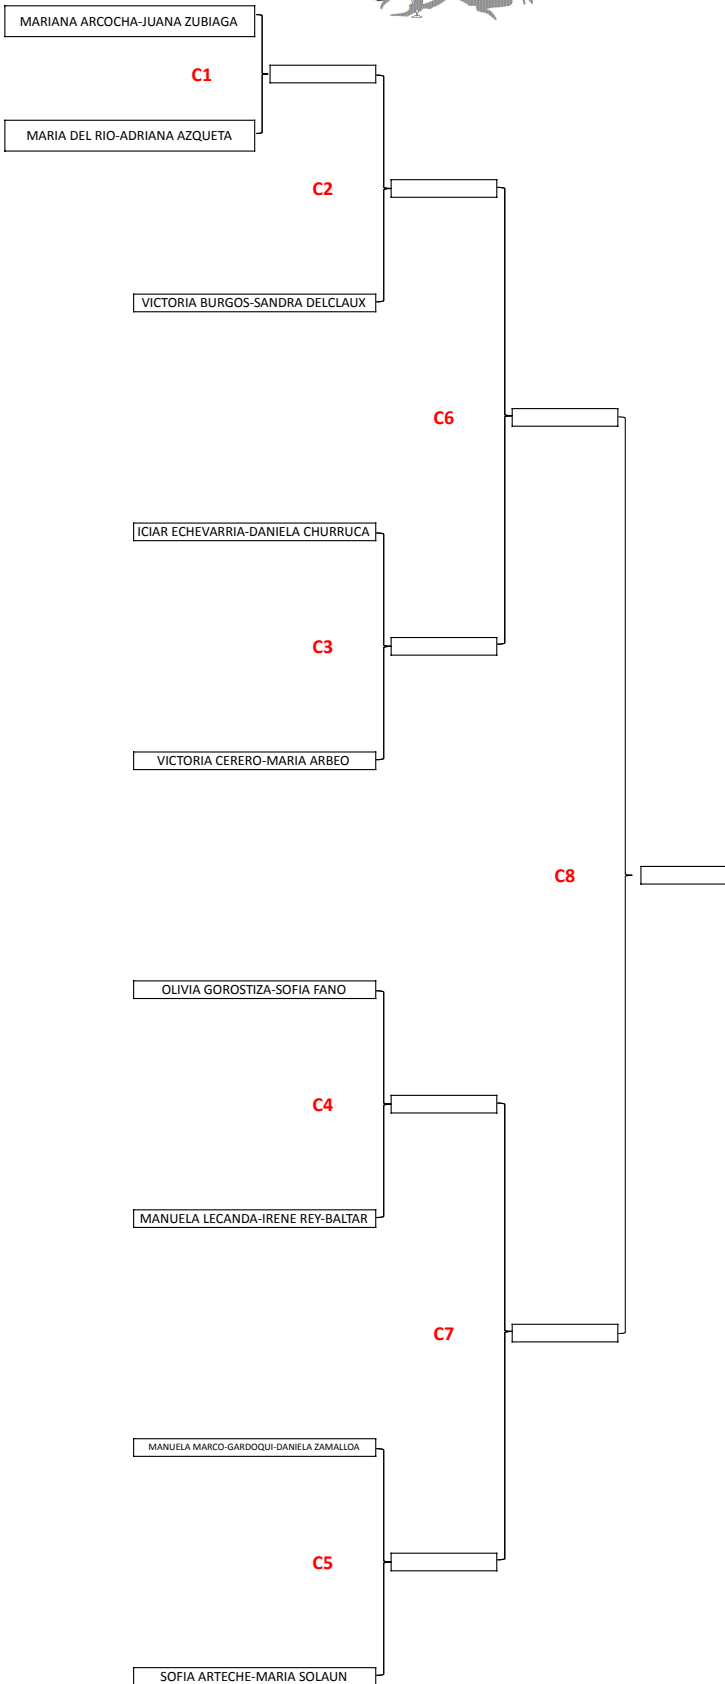 MARIANA ARCOCHA-JUANA ZUBIAGA
C1
MARIA DEL RIO-ADRIANA AZQUETA
C2
VICTORIA BURGOS-SANDRA DELCLAUX
C6
ICIAR ECHEVARRIA-DANIELA CHURRUCA
C3
VICTORIA CERERO-MARIA ARBEO
C8
OLIVIA GOROSTIZA-SOFIA FANO
C4
MANUELA LECANDA-IRENE REY-BALTAR
C7
MANUELA MARCO-GARDOQUI-DANIELA ZAMALLOA
C5
SOFIA ARTECHE-MARIA SOLAUN